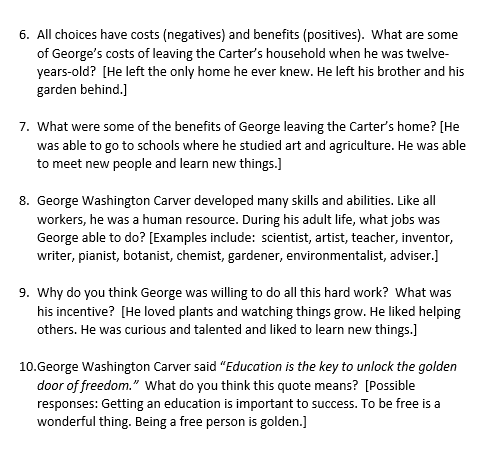 6. All choices have costs (negatives) and benefits (positives).  What are some
of George's costs of leaving the Carter's household when he was twelve-
years-old?  [He left the only home he ever knew. He left his brother and his
garden behind.]
7. What were some of the benefits of George leaving the Carter's home? [He
was able to go to schools where he studied art and agriculture. He was able
to meet new people and learn new things.]
8. George Washington Carver developed many skills and abilities. Like all
workers, he was a human resource. During his adult life, what jobs was
George able to do? [Examples include:  scientist, artist, teacher, inventor,
writer, pianist, botanist, chemist, gardener, environmentalist, adviser.]
9. Why do you think George was willing to do all this hard work?  What was
his incentive?  [He loved plants and watching things grow. He liked helping
others. He was curious and talented and liked to learn new things.]
10.George Washington Carver said “Education is the key to unlock the golden
door of freedom.”  What do you think this quote means?  [Possible
responses: Getting an education is important to success. To be free is a
wonderful thing. Being a free person is golden.]